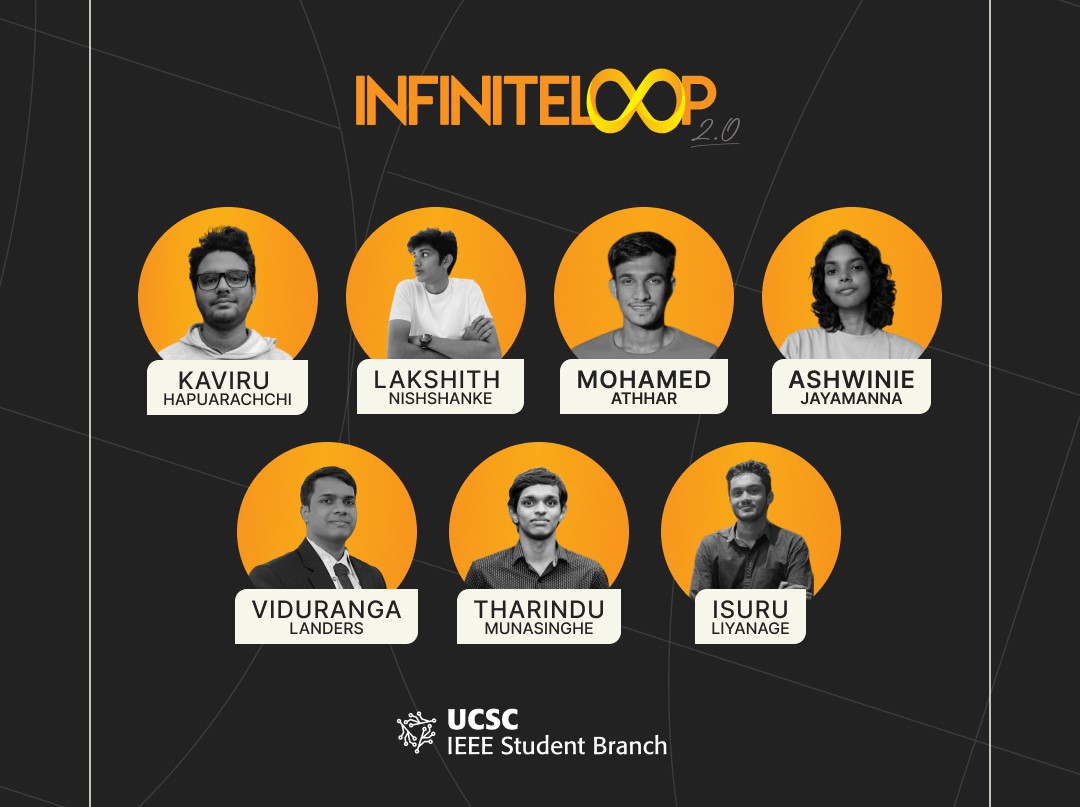 INFINITELOOP
2.0
KAVIRU
HAPUARACHCHI
LAKSHITH
NISHSHANKE
MOHAMED
ATHHAR
ASHWINIE
JAYAMANNA
VIDURANGA
LANDERS
THARINDU
MUNASINGHE
ISURU
LIYANAGE
UCSC
IEEE Student Branch